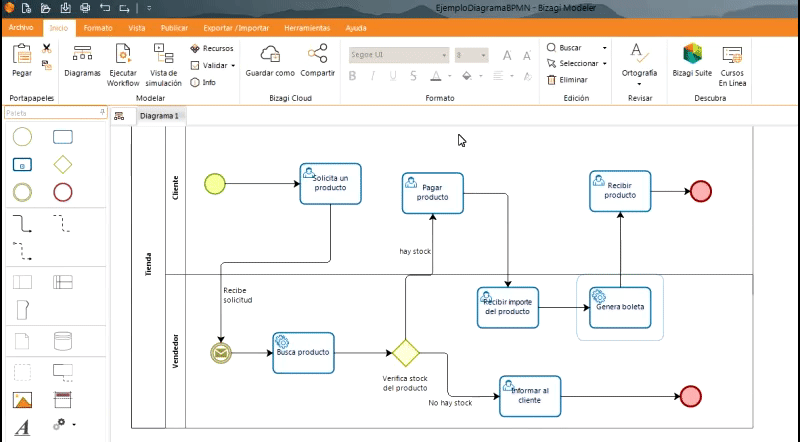 EjemploDiagramaBPMN - Bizagi Modeler
Archivo Inicio Formato Vista Publicar Exportar / Importar Herramientas Ayuda
Pegar
Portapapeles
Diagramas
Ejecutar
Workflow
Vista de
simulación
Recursos
Validar
Info
Modelar
Guardar como
Compartir
Bizagi Cloud
Segoe UI
8
B I U S A
A A
Formato
Buscar
Seleccionar
Eliminar
Edición
Ortografía
Revisar
Bizagi Suite
Cursos
En Línea
Descubra
Paleta
Diagrama 1
Tienda
Cliente
Solicita un
producto
Pagar
producto
Recibir
producto
hay stock
Vendedor
Recibe
solicitud
Busca producto
Verifica stock
del producto
Recibir importe
del producto
Genera boleta
No hay stock
Informar al
cliente
A